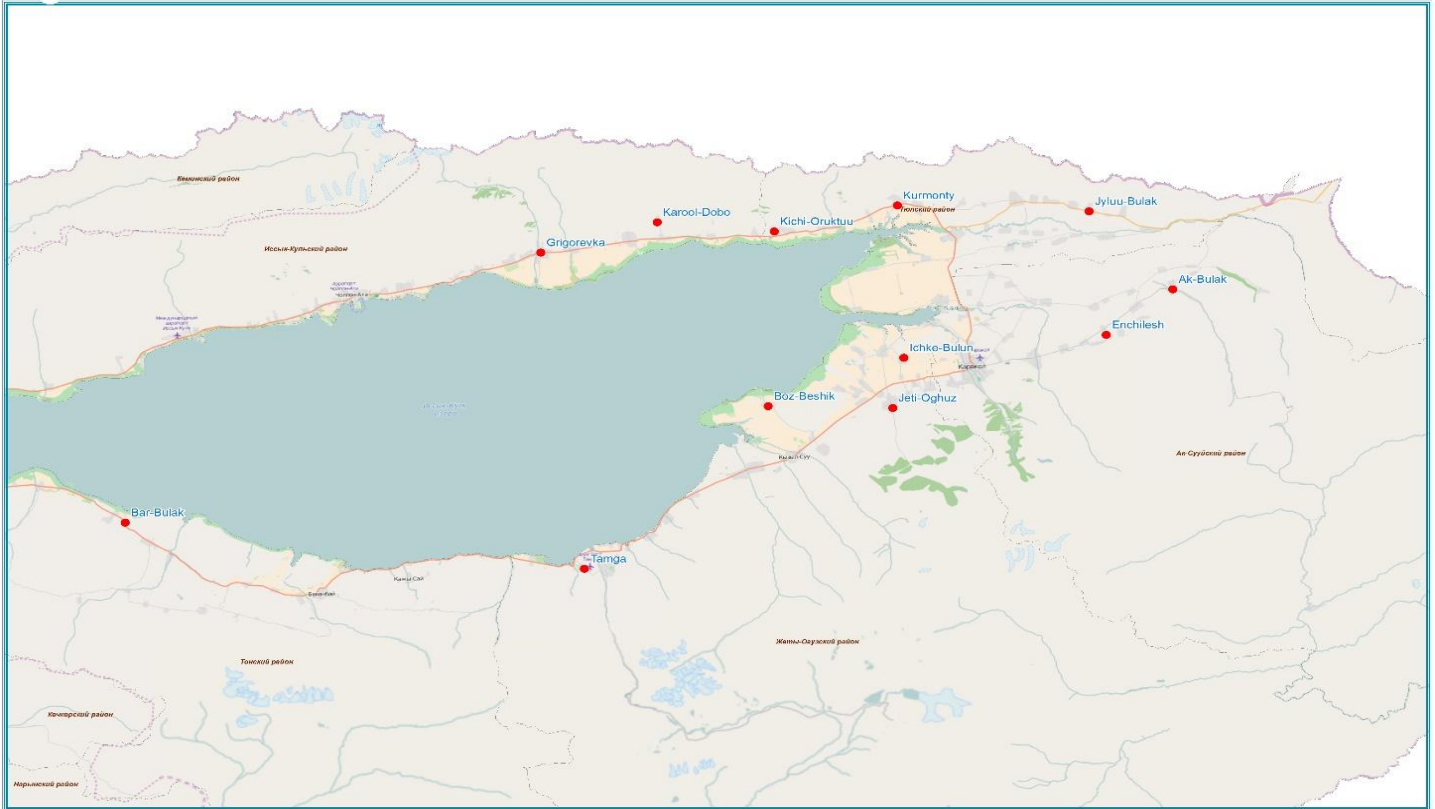 Кеминский район
Kurmonty
Тюпский район
Jyluu-Bulak
Karool-Dobo
Kichi-Oruktuu
Grigorevka
Иссык-Кульский район
Ak-Bulak
Enchilesh
Ichke-Bulun
Каракол
Boz-Beshik
Jeti-Oghuz
Ак-Суйский район
Кызыл-Суу
Bar-Bulak
Tamga
Кажы-Сай
Жеты-Огузский район
Тонский район
Кочкорский район
Нарынский район